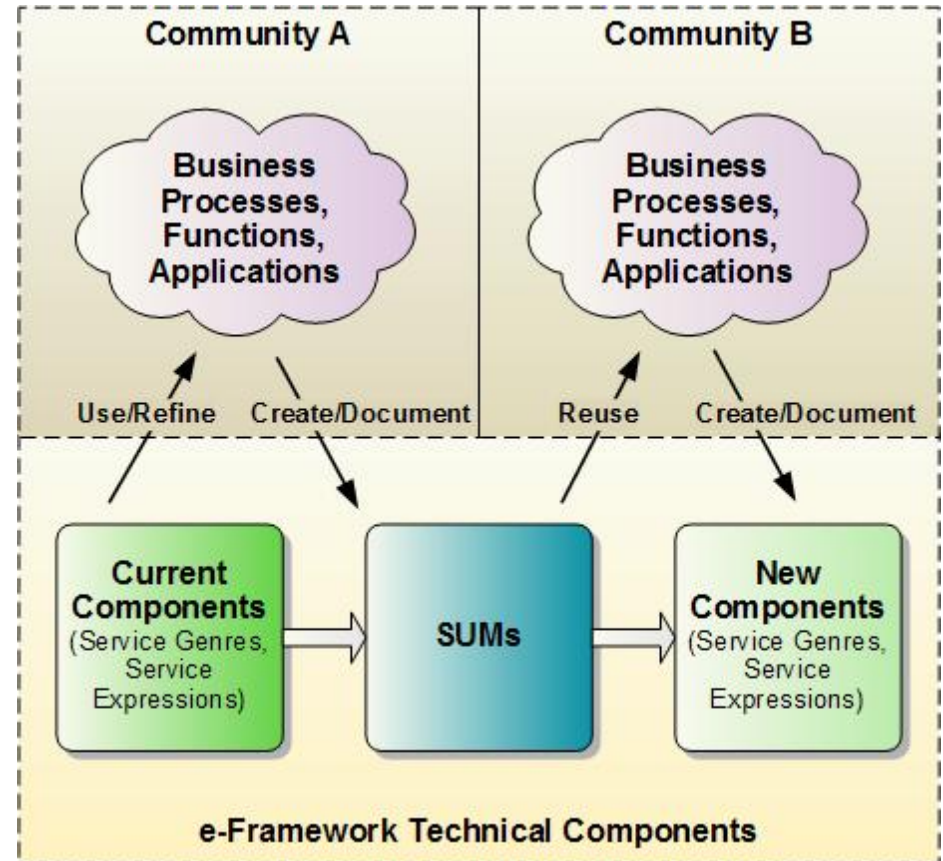 Community A
Community B
Business
Processes,
Functions,
Applications
Business
Processes,
Functions,
Applications
Use/Refine
Create/Document
Reuse
Create/Document
Current
Components
(Service Genres,
Service
Expressions)
SUMs
New
Components
(Service Genres,
Service
Expressions)
e-Framework Technical Components